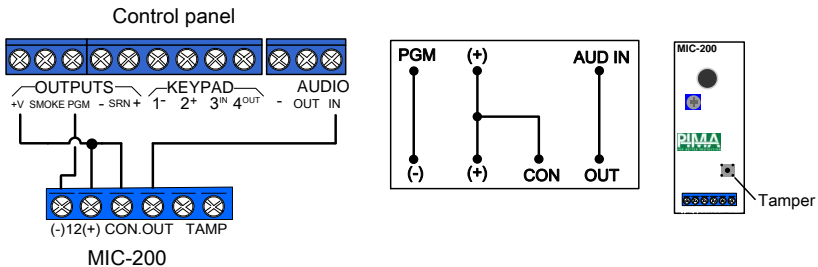 Control panel
OUTPUTS KEYPAD AUDIO
+V SMOKE PGM - SRN + 1- 2+ 3IN 4OUT - OUT IN
(-)12(+) CON.OUT TAMP
MIC-200
PGM (+) AUD IN
(-) (+) CON OUT
MIC-200
PIMA
Tamper